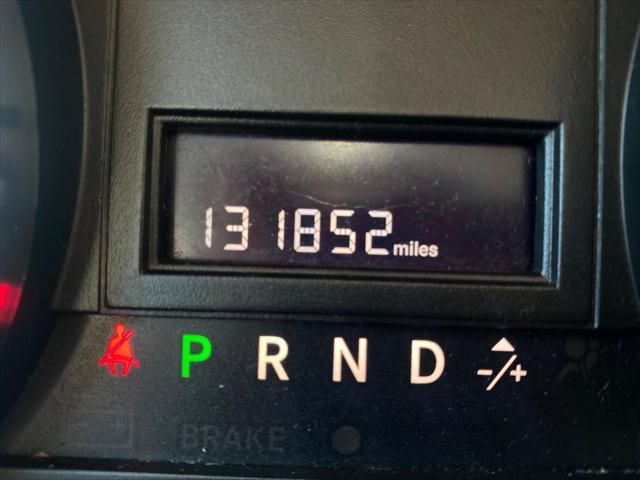 131852 miles
P R N D -/+
BRAKE